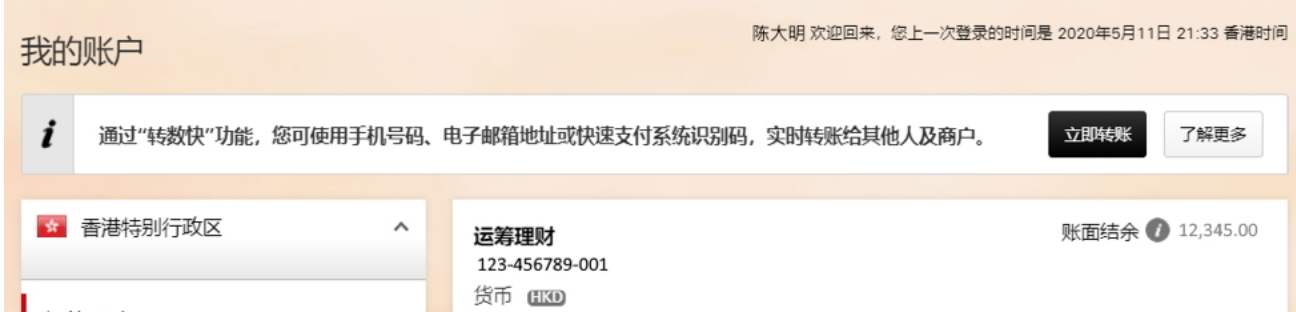 我的账户
陈大明 欢迎回来，您上一次登录的时间是 2020年5月11日 21:33 香港时间
i
通过“转数快”功能，您可使用手机号码、电子邮箱地址或快速支付系统识别码，实时转账给其他人及商户。
立即转账
了解更多
香港特别行政区
运筹理财
账面结余 i 12,345.00
123-456789-001
货币 HKD